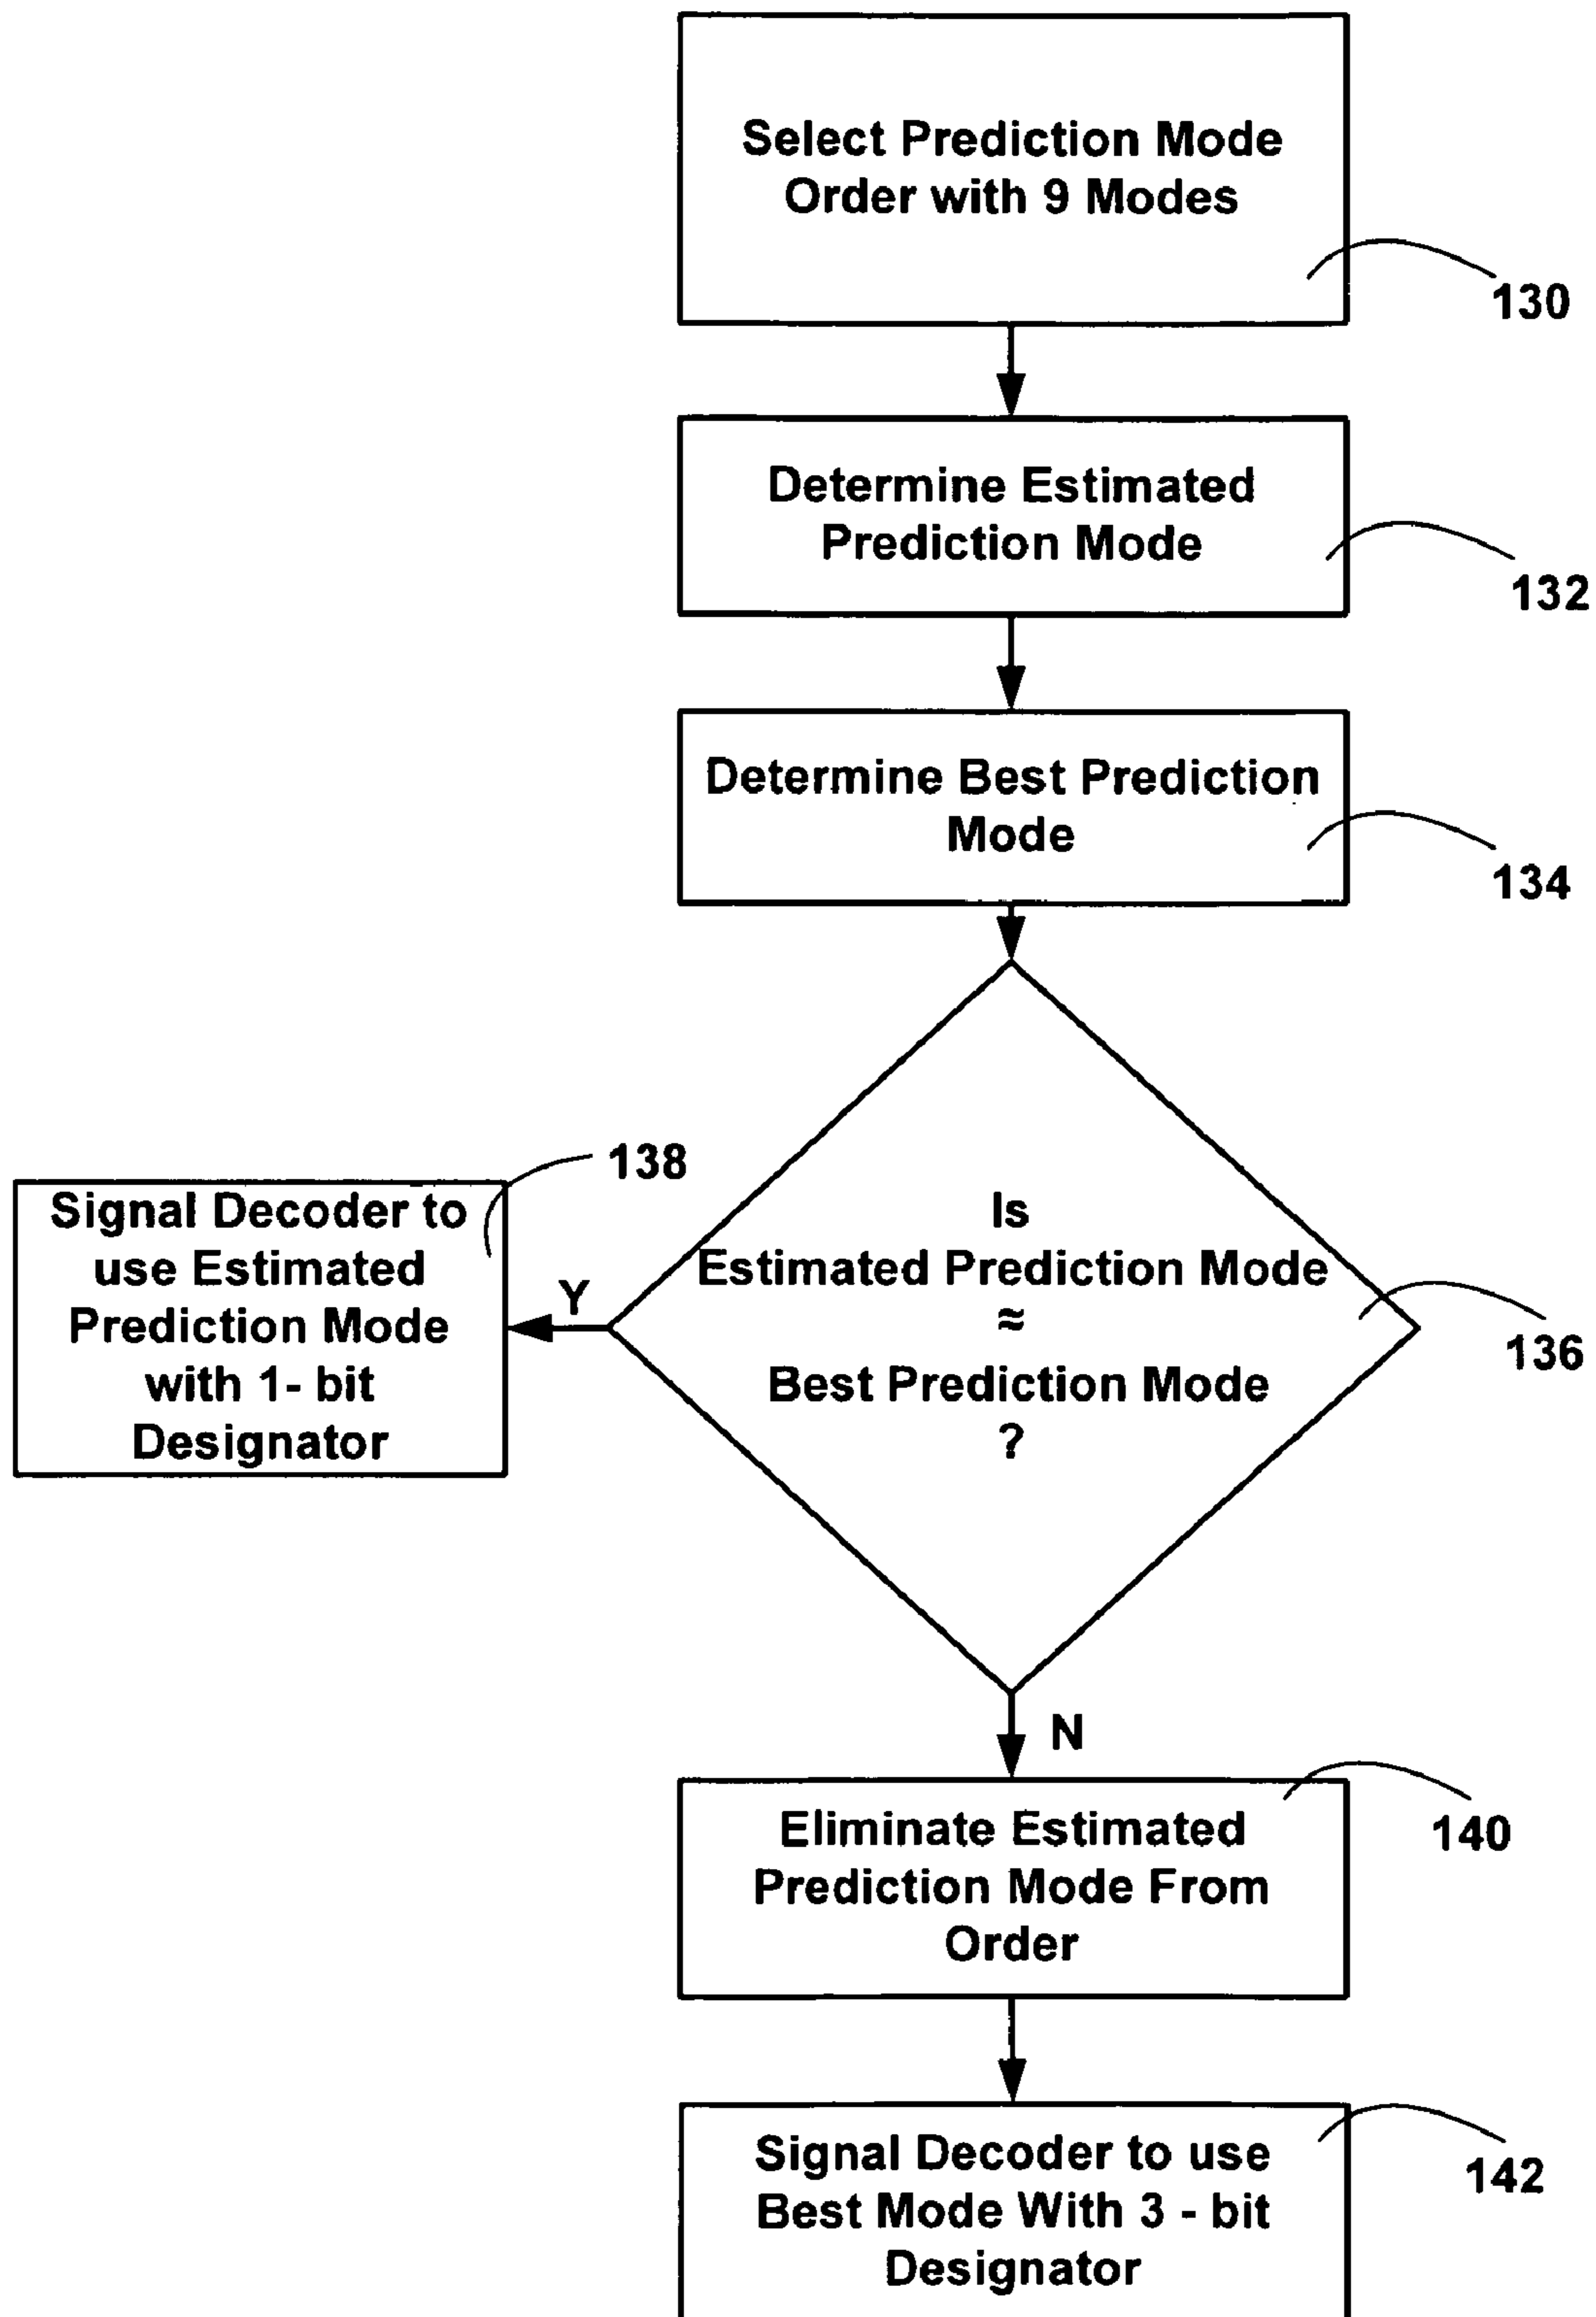 Select Prediction Mode
Order with 9 Modes
130
Determine Estimated
Prediction Mode
132
Determine Best Prediction
Mode
134
138
Signal Decoder to
use Estimated
Prediction Mode
with 1- bit
Designator
Y
Is
Estimated Prediction Mode
≈
Best Prediction Mode
?
136
N
Eliminate Estimated
Prediction Mode From
Order
140
Signal Decoder to use
Best Mode With 3 - bit
Designator
142